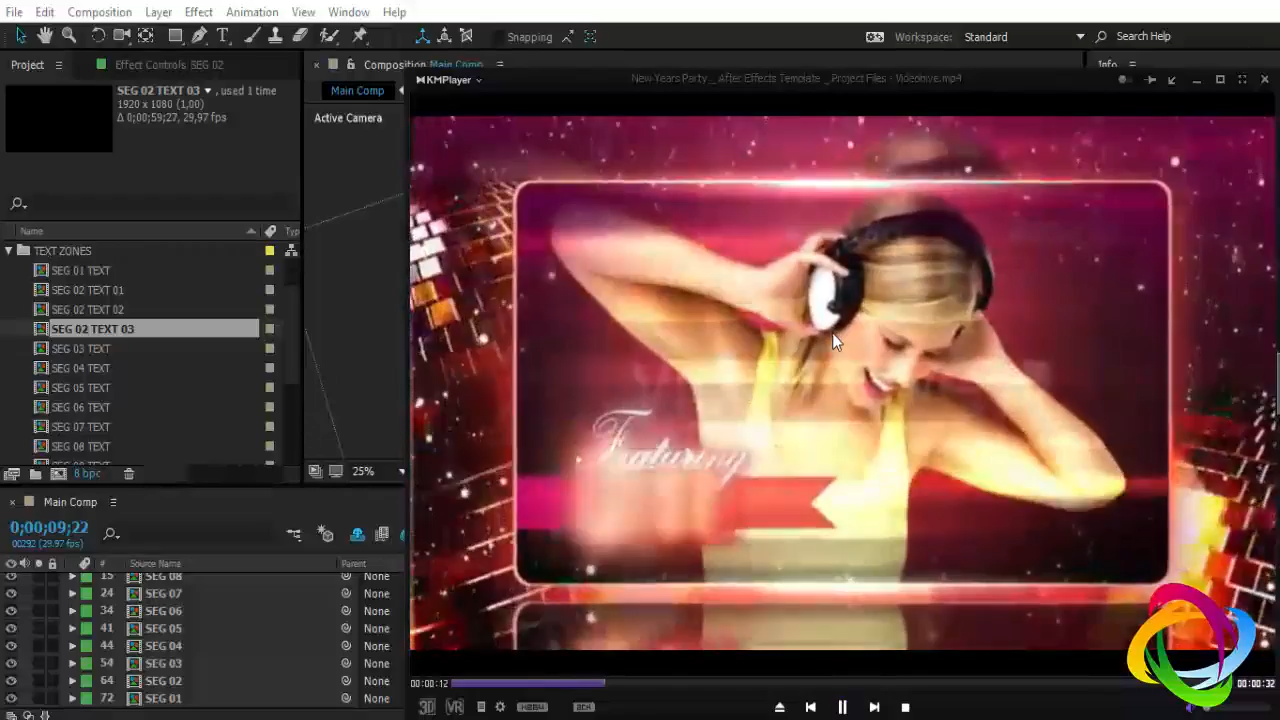 File Edit Composition Layer Effect Animation View Window Help
Snapping Workspace: Standard Search Help
Project Effect Controls SEG 02 Composition Main Comp Info
KMPlayer New Years Party _ After Effects Template _ Project Files - Videohive.mp4
SEG 02 TEXT 03 , used 1 time
1920 x 1080 (1,00)
Δ 0;00;59;27, 29,97 fps
Main Comp
Active Camera
Name Typ
TEXT ZONES
SEG 01 TEXT
SEG 02 TEXT 01
SEG 02 TEXT 02
SEG 02 TEXT 03
SEG 03 TEXT
SEG 04 TEXT
SEG 05 TEXT
SEG 06 TEXT
SEG 07 TEXT
SEG 08 TEXT
Featuring
8 bpc 25%
Main Comp
0;00;09;22
00292 (29.97 fps)
# Source Name Parent
15 SEG 08 None
24 SEG 07 None
34 SEG 06 None
41 SEG 05 None
44 SEG 04 None
54 SEG 03 None
64 SEG 02 None
72 SEG 01 None
00:00:12 00:00:32
3D VR